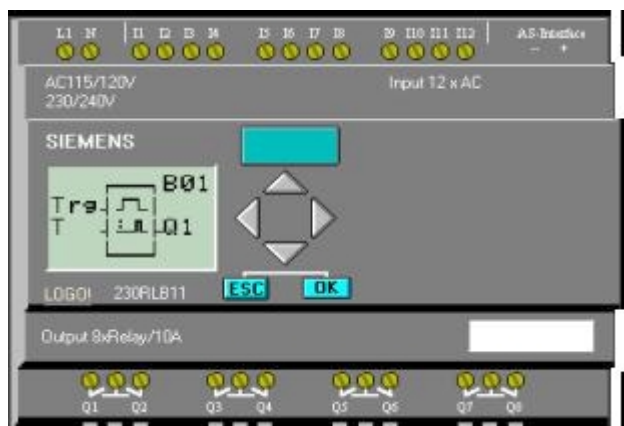 L1 N I1 I2 I3 I4 I5 I6 I7 I8 I9 I10 I11 I12 AS-Interface
- +
AC115/120V Input 12 x AC
230/240V
SIEMENS
B01
Trg
T Q1
ESC OK
LOGO! 230RLB11
Output 8xRelay/10A
Q1 Q2 Q3 Q4 Q5 Q6 Q7 Q8